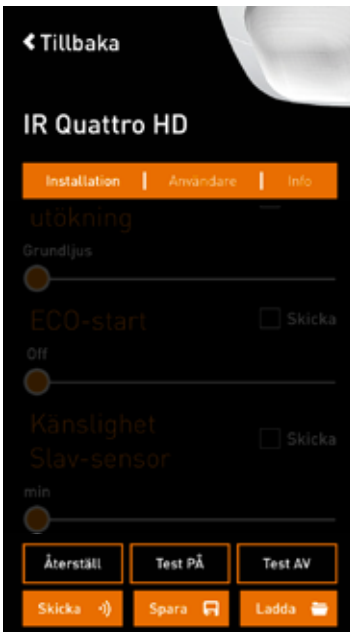 Tillbaka
IR Quattro HD
Installation | Användare | Info
utökning
Grundljus
ECO-start Skicka
Off
Känslighet Skicka
Slav-sensor
min
Återställ Test PÅ Test AV
Skicka Spara Ladda